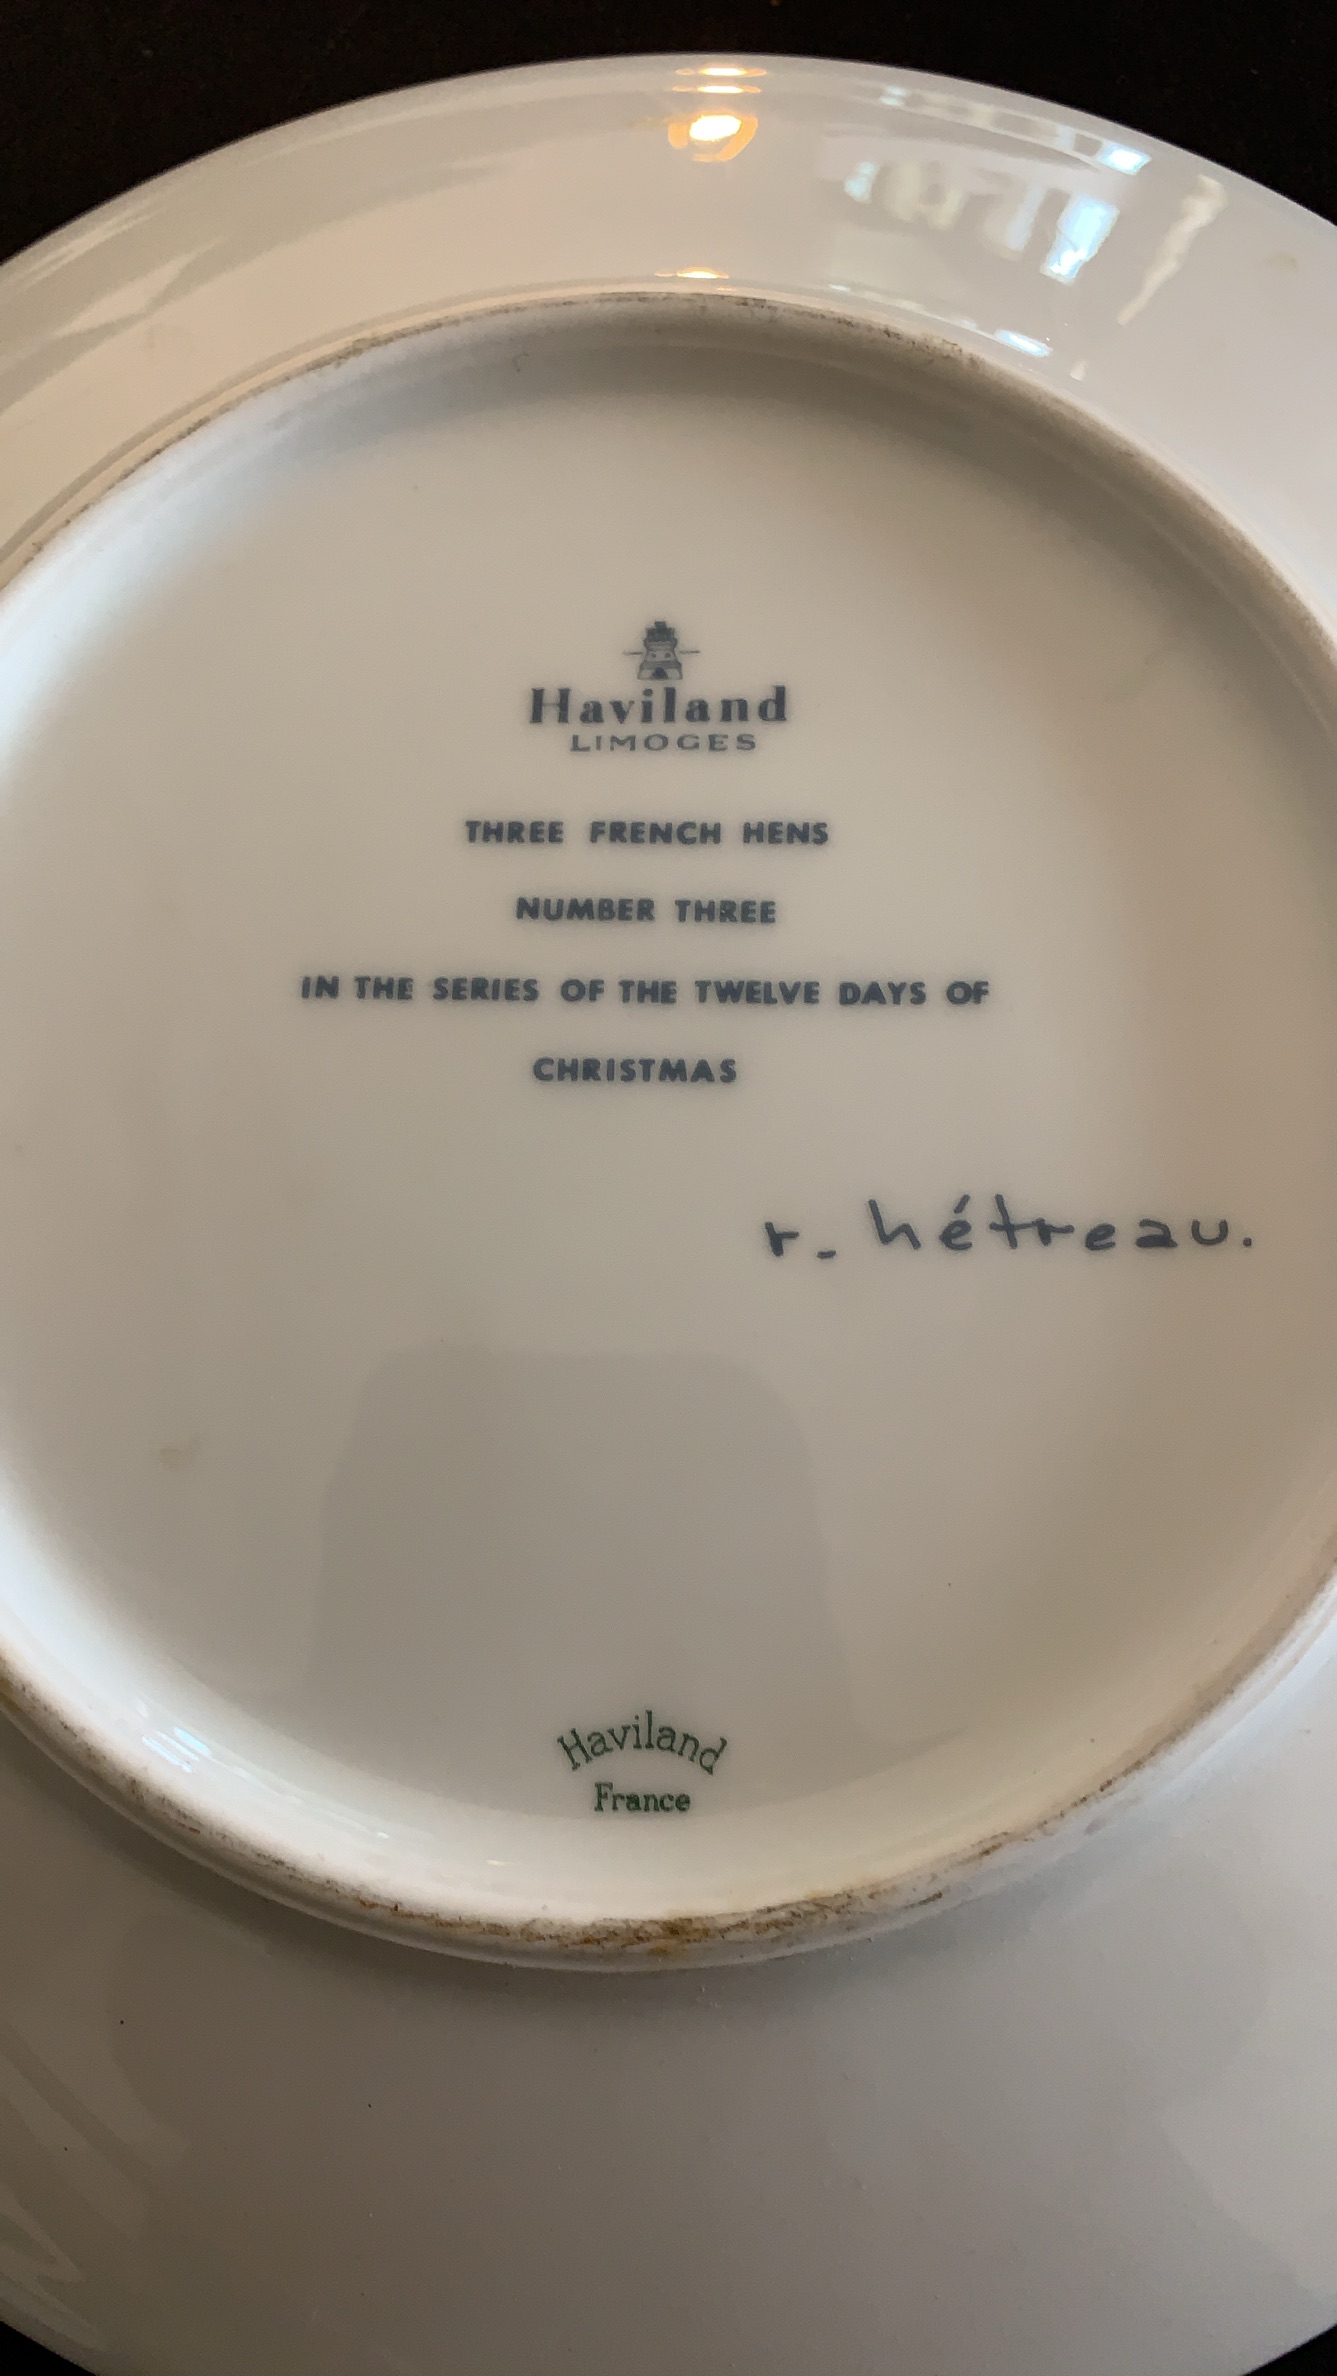 Haviland
LIMOGES
THREE FRENCH HENS
NUMBER THREE
IN THE SERIES OF THE TWELVE DAYS OF
CHRISTMAS
r. hétreau.
Haviland
France